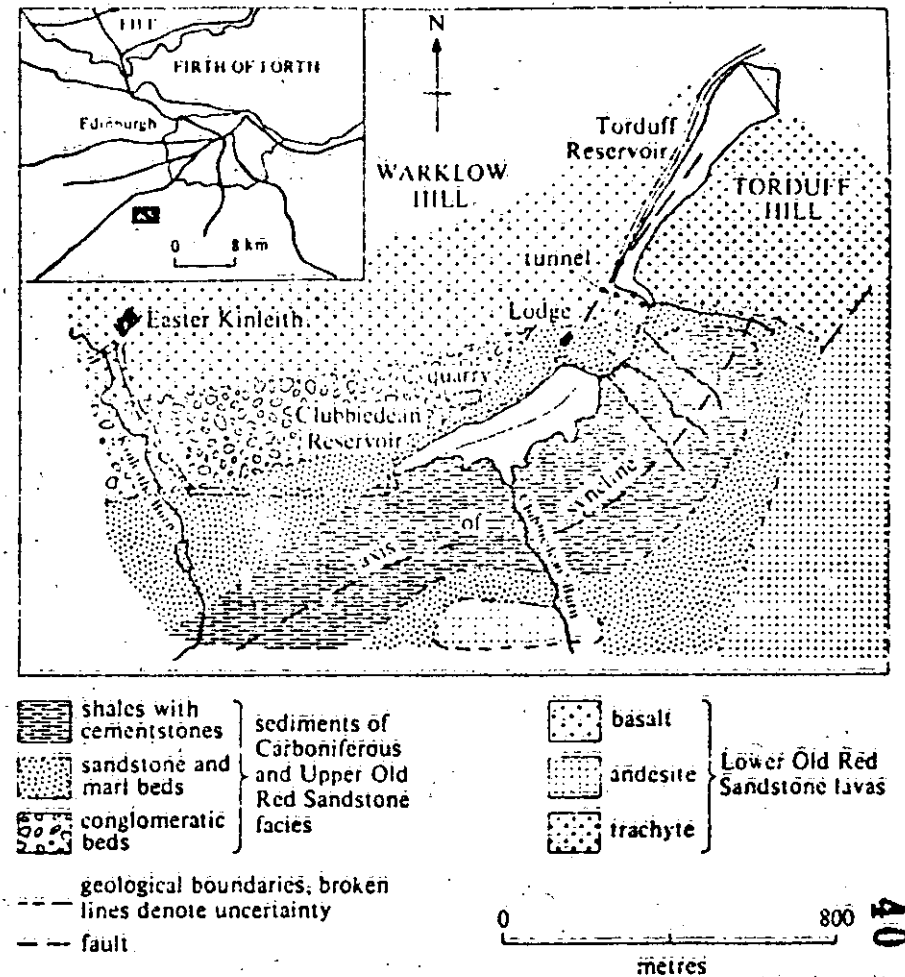 FIFE
FIRTH OF FORTH
Edinburgh
0 8 km
N
Torduff
Reservoir
WARKLOW
HILL
TORDUFF
HILL
tunnel
Lodge
Easter Kinleith
quarry
Clubbiedean
Reservoir
axis of syncline
shales with
cementstones
sandstone and
marl beds
conglomeratic
beds
sediments of
Carboniferous
and Upper Old
Red Sandstone
facies
basalt
andesite
trachyte
Lower Old Red
Sandstone lavas
geological boundaries, broken
lines denote uncertainty
fault
0 800
metres
40